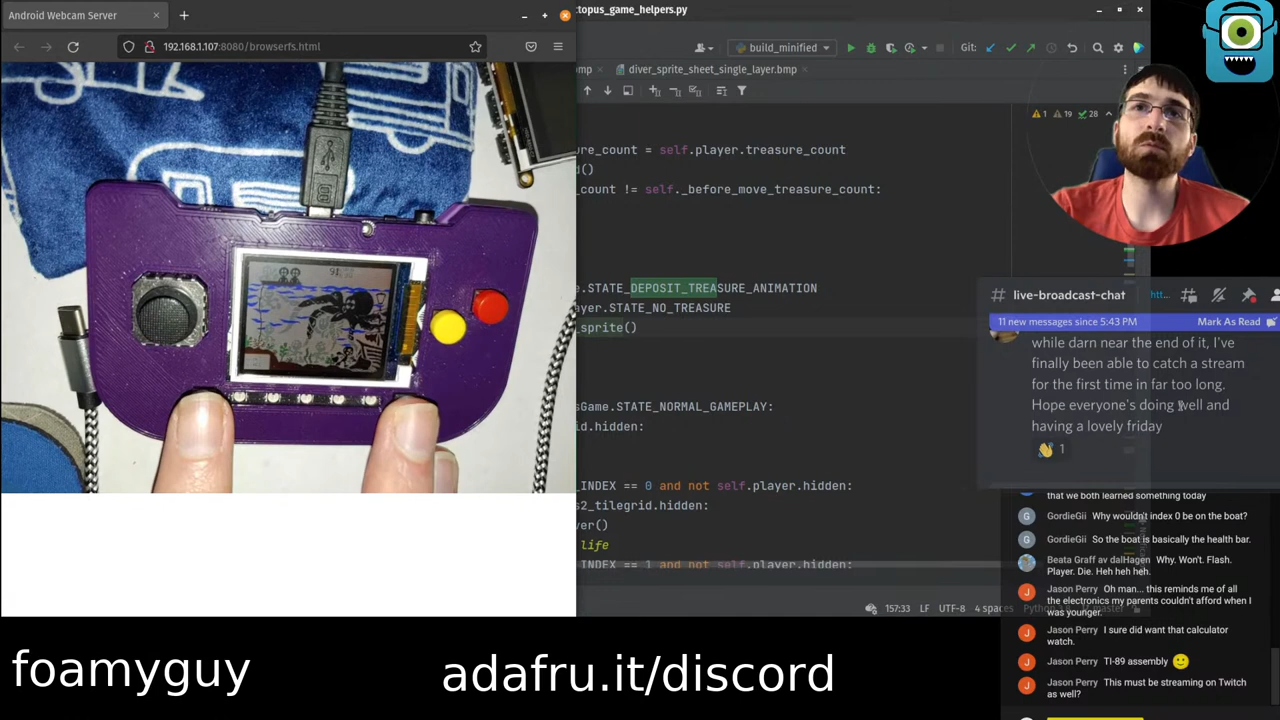 Android Webcam Server
192.168.1.107:8080/browserfs.html
ctopus_game_helpers.py
build_minified
Git:
bmp
diver_sprite_sheet_single_layer.bmp
1 19 28
ure_count = self.player.treasure_count
d()
_count != self._before_move_treasure_count:
e.STATE_DEPOSIT_TREASURE_ANIMATION
ayer.STATE_NO_TREASURE
_sprite()
sGame.STATE_NORMAL_GAMEPLAY:
id.hidden:
_INDEX == 0 and not self.player.hidden:
s2_tilegrid.hidden:
ver()
life
_INDEX == 1 and not self.player.hidden:
157:33 LF UTF-8 4 spaces
# live-broadcast-chat
htt...
11 new messages since 5:43 PM Mark As Read
while darn near the end of it, I've
finally been able to catch a stream
for the first time in far too long.
Hope everyone's doing well and
having a lovely friday
1
that we both learned something today
GordieGii Why wouldn't index 0 be on the boat?
GordieGii So the boat is basically the health bar.
Beata Graff av dalHagen Why. Won't. Flash.
Player. Die. Heh heh heh.
Jason Perry Oh man... this reminds me of all
the electronics my parents couldn't afford when I
was younger.
Jason Perry I sure did want that calculator
watch.
Jason Perry TI-89 assembly
Jason Perry This must be streaming on Twitch
as well?
foamyguy
adafru.it/discord